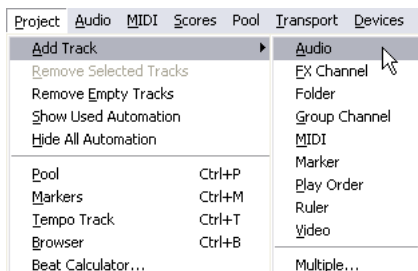 Project Audio MIDI Scores Pool Transport Devices
Add Track
Remove Selected Tracks
Remove Empty Tracks
Show Used Automation
Hide All Automation
Pool Ctrl+P
Markers Ctrl+M
Tempo Track Ctrl+T
Browser Ctrl+B
Beat Calculator...
Audio
FX Channel
Folder
Group Channel
MIDI
Marker
Play Order
Ruler
Video
Multiple...